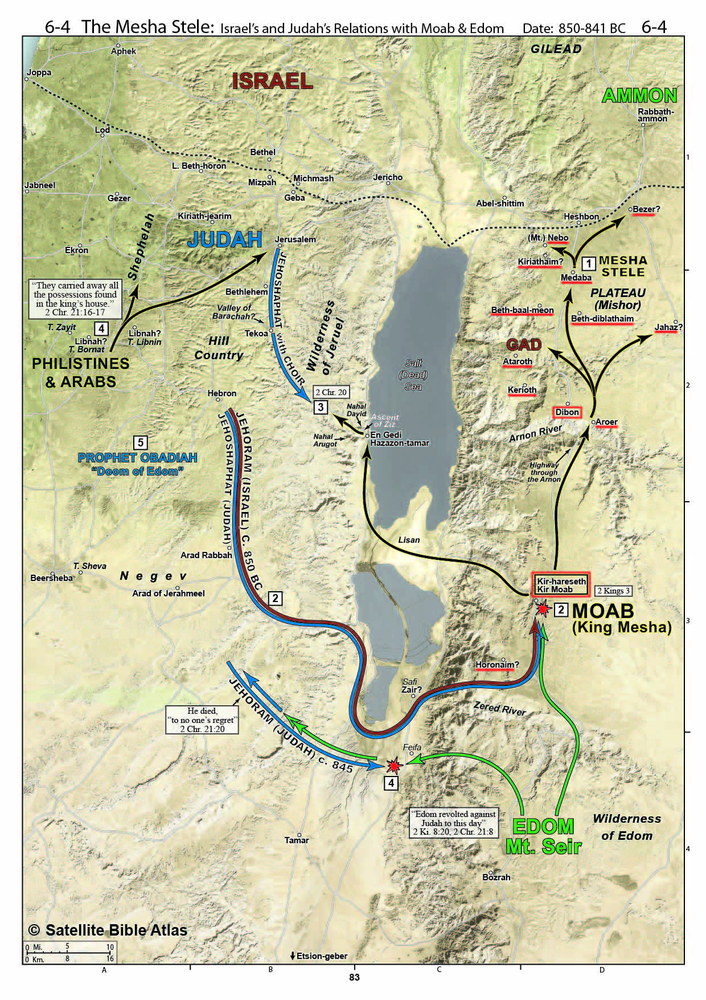 6-4 The Mesha Stele: Israel's and Judah's Relations with Moab & Edom Date: 850-841 BC 6-4
GILEAD
Aphek
Joppa
ISRAEL
AMMON
Rabbath-
ammon
Lod
Bethel
1
L. Beth-horon
Mizpah
Michmash
Jericho
Jabneel
Gezer
Geba
Abel-shittim
Bezer?
Kiriath-jearim
Heshbon
Shephelah
JUDAH
Jerusalem
(Mt.) Nebo
Ekron
Kiriathaim?
1
MESHA
STELE
Medaba
"They carried away all
the possessions found
in the king's house."
2 Chr. 21:16-17
Bethlehem
JEHOSHAPHAT with CHOIR
PLATEAU
(Mishor)
Valley of
Barachah?
Wilderness
of Jeruel
Beth-baal-meon
Beth-diblathaim
T. Zayit
4
Libnah?
T. Libnin
Tekoa
Jahaz?
Libnah?
T. Bornat
Hill
Country
GAD
Ataroth
PHILISTINES
& ARABS
Salt
(Dead)
Sea
2
Hebron
2 Chr. 20
3
Kerioth
Nahal
David
Dibon
Ascent
of Ziz
Aroer
En Gedi
Hazazon-tamar
Nahal
Arugot
Arnon River
5
PROPHET OBADIAH
"Doom of Edom"
JEHOSHAPHAT (JUDAH)
JEHORAM (ISRAEL) C. 850 BC
Highway
through
the Arnon
Lisan
Arad Rabbah
T. Sheva
Beersheba
Negev
Arad of Jerahmeel
2
Kir-hareseth
Kir Moab
2 Kings 3
2
MOAB
(King Mesha)
3
Horonaim?
Safi
Zair?
Zered River
He died,
"to no one's regret"
2 Chr. 21:20
JEHORAM (JUDAH) c. 845
Feifa
4
"Edom revolted against
Judah to this day"
2 Ki. 8:20, 2 Chr. 21:8
EDOM
Mt. Seir
Wilderness
of Edom
Tamar
4
Bozrah
© Satellite Bible Atlas
0 Mi. 5 10
0 Km. 8 16
Etsion-geber
A B C D
83